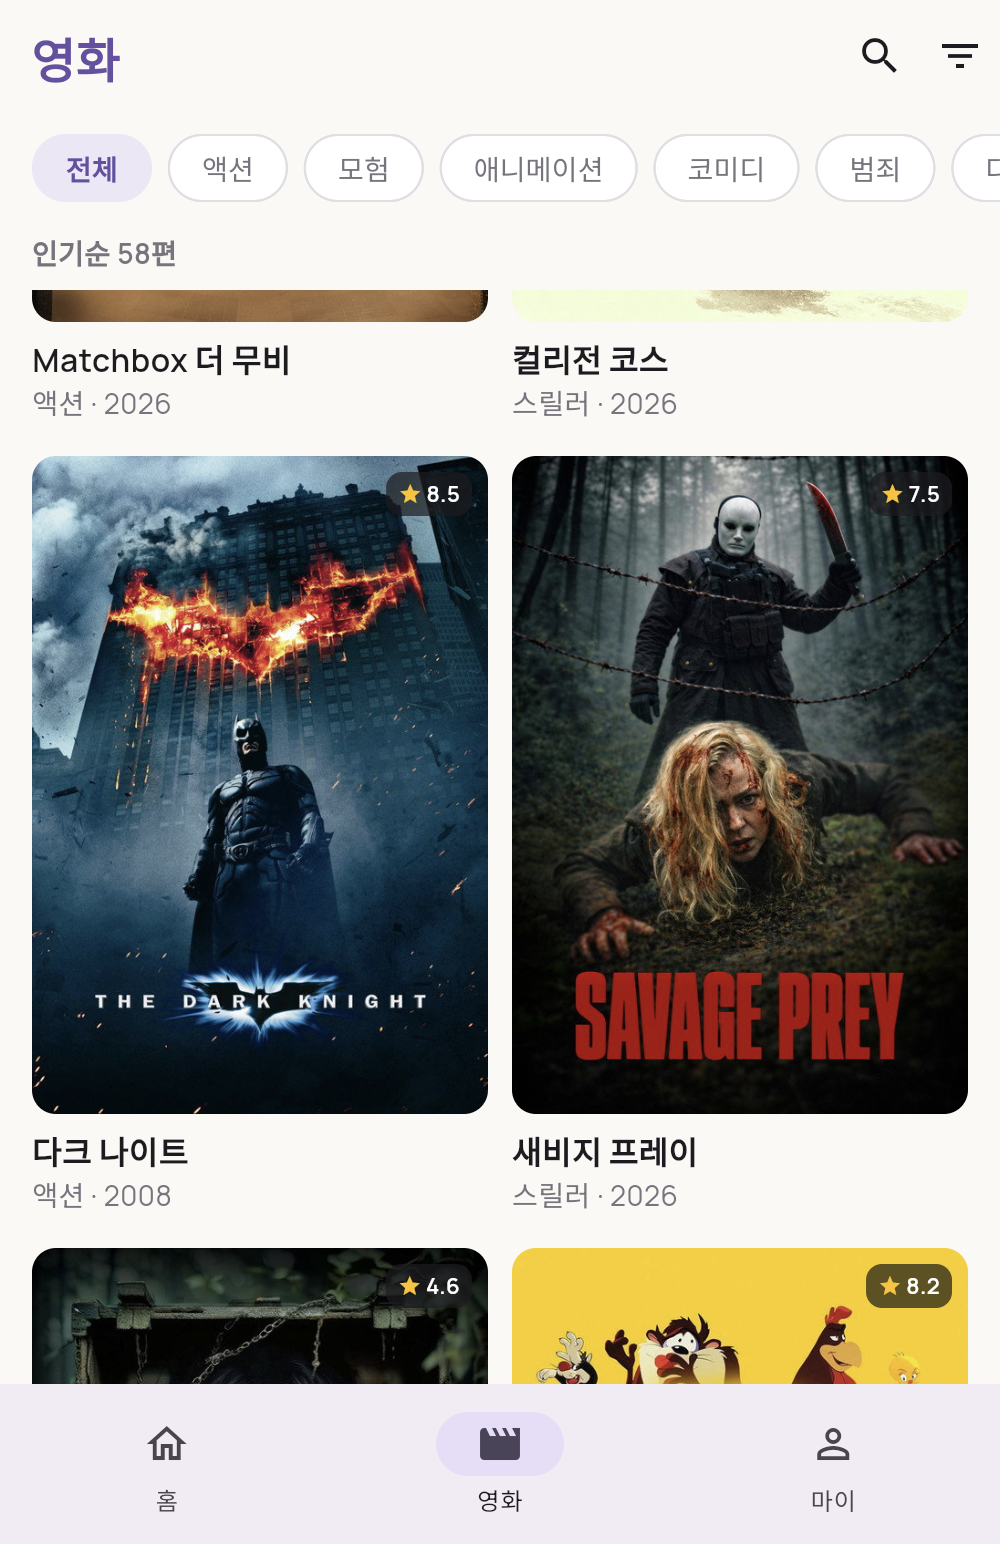 영화
전체
액션
모험
애니메이션
코미디
범죄
인기순 58편
Matchbox 더 무비
액션 · 2026
컬리전 코스
스릴러 · 2026
8.5
THE DARK KNIGHT
다크 나이트
액션 · 2008
7.5
SAVAGE PREY
새비지 프레이
스릴러 · 2026
4.6
8.2
홈
영화
마이